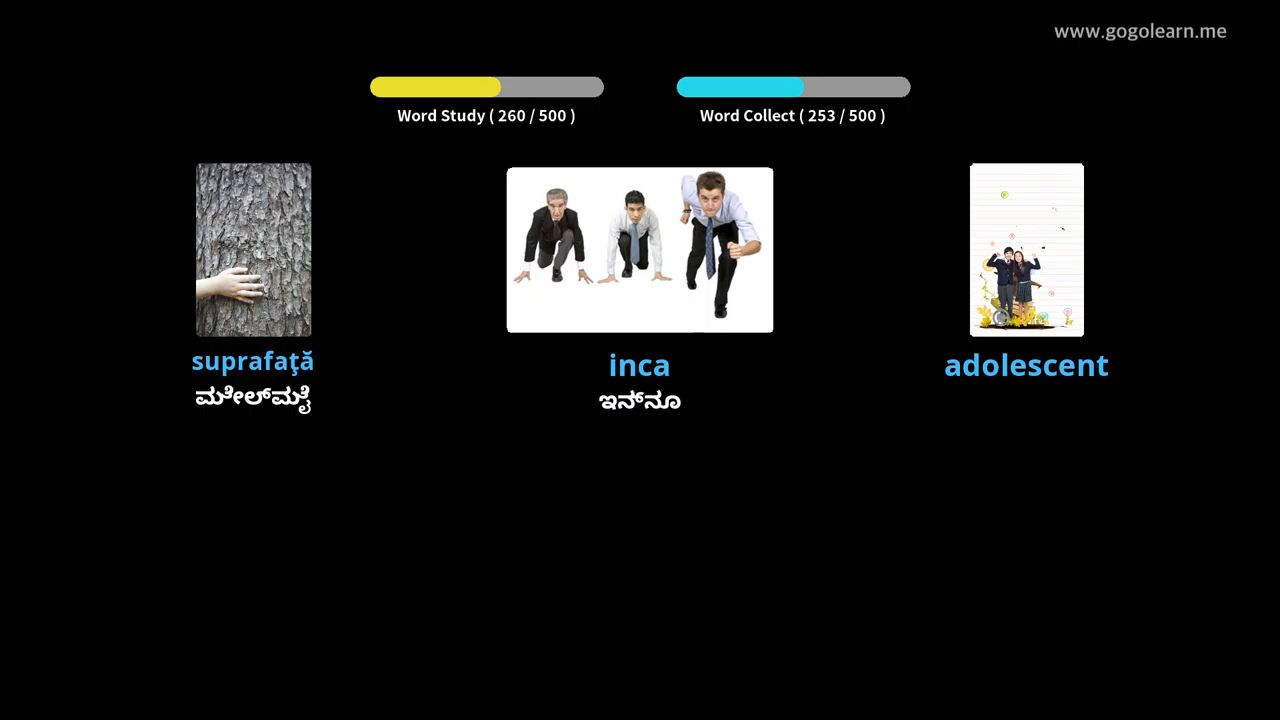 www.gogolearn.me
Word Study ( 260 / 500 )
Word Collect ( 253 / 500 )
suprafaţă
ಮೇಲ್ಮೈ
inca
ಇನ್ನೂ
adolescent